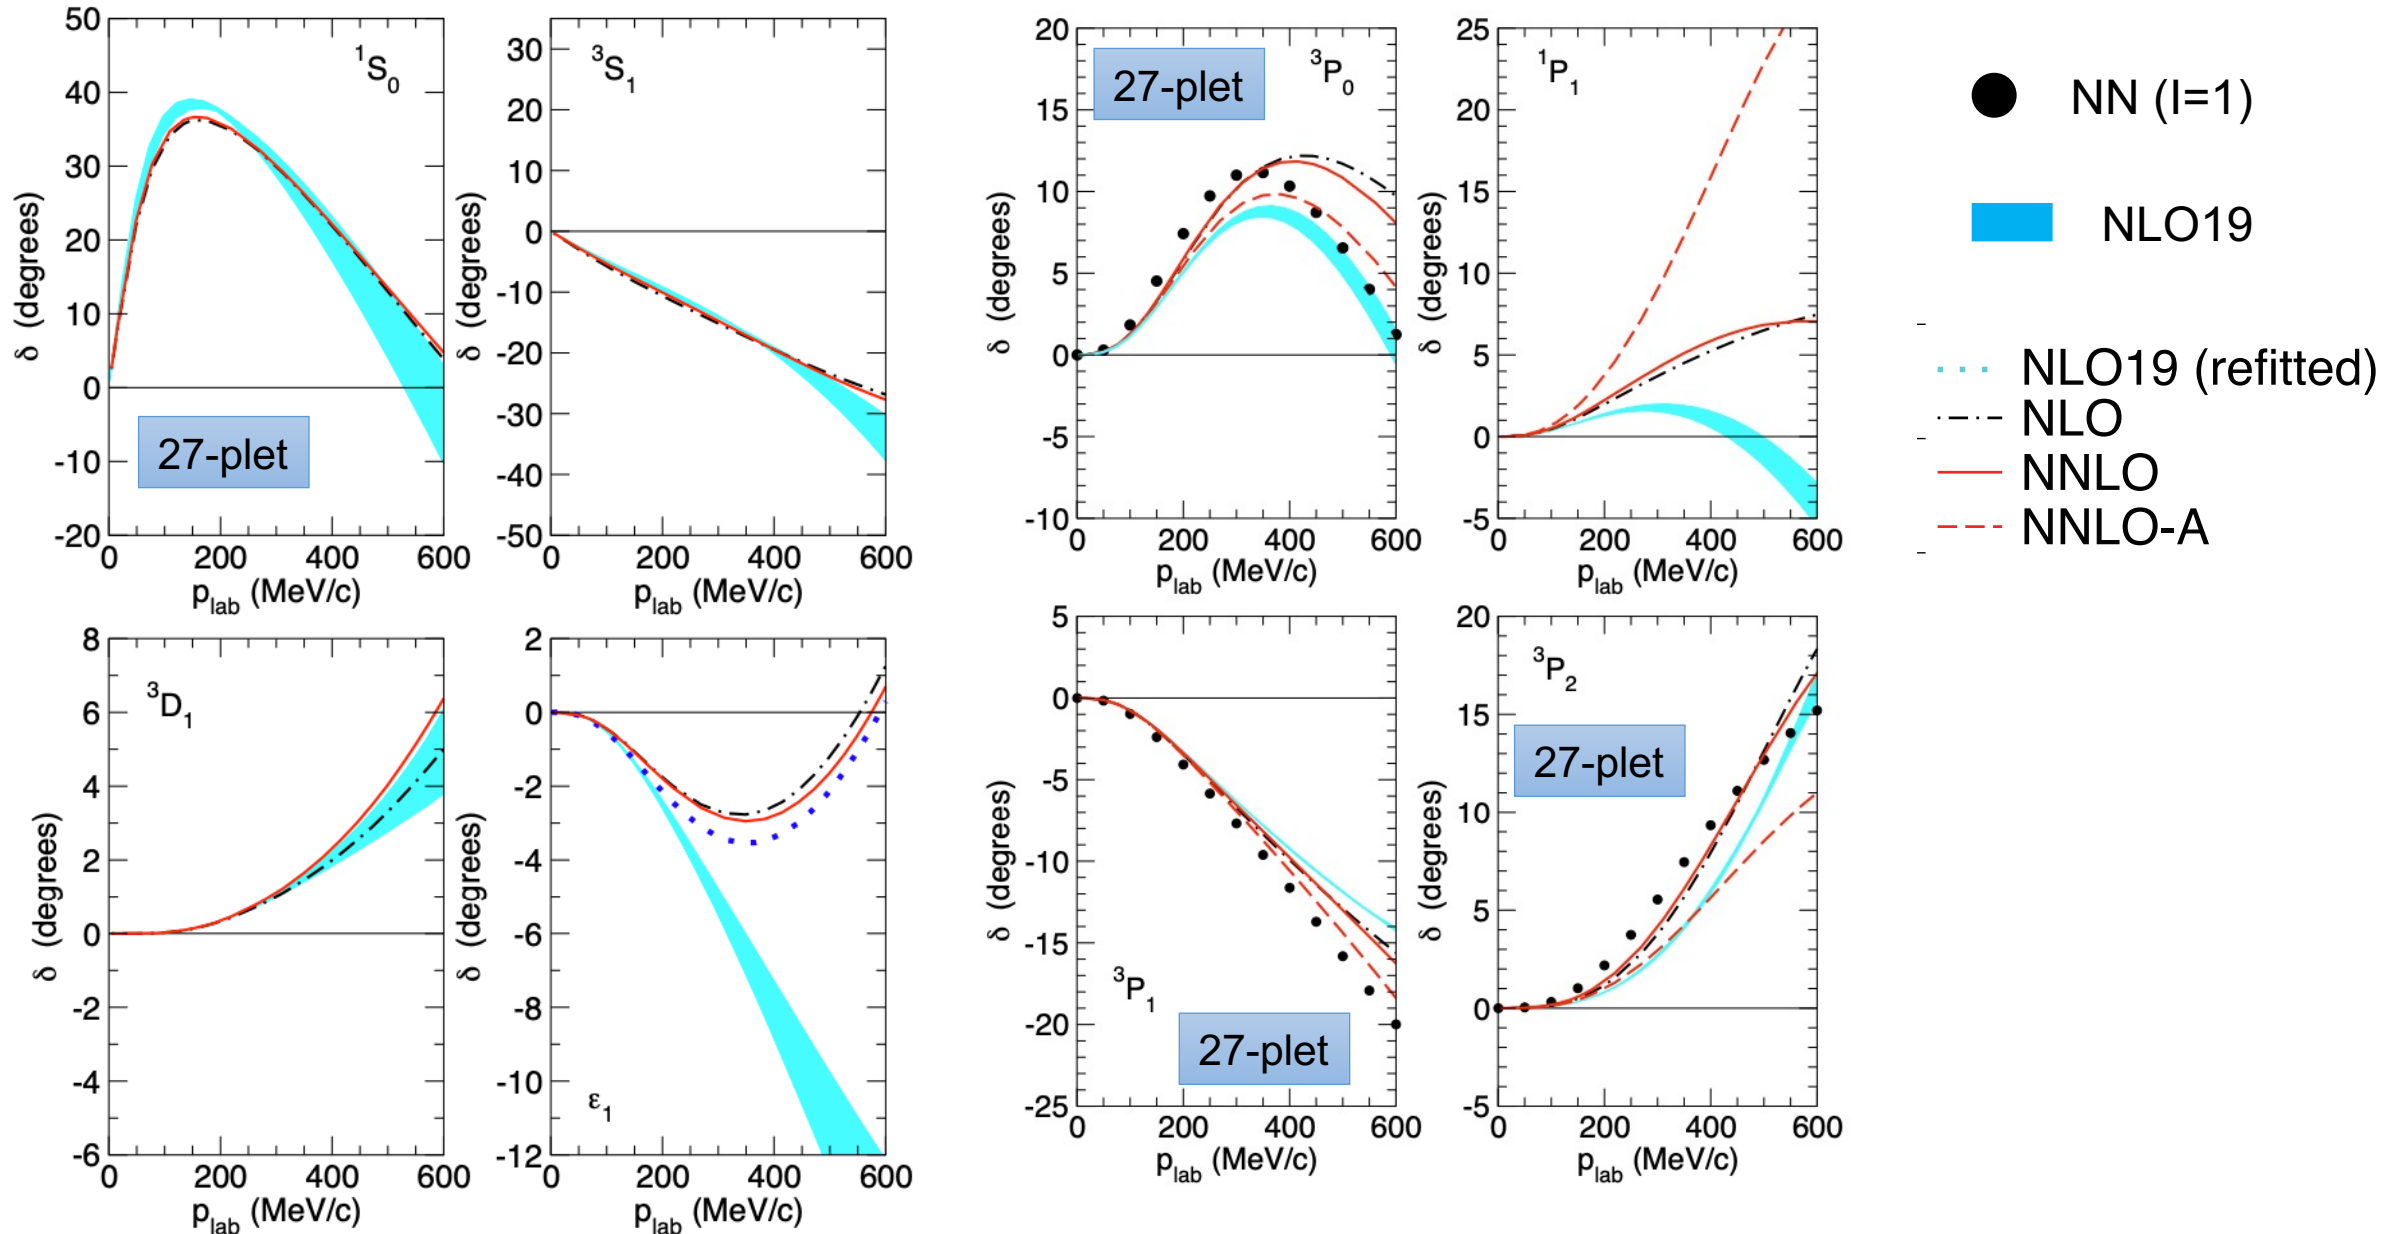 50
40
30
20
10
0
-10
-20
δ (degrees)
¹S₀
27-plet
0 200 400 600
p_lab (MeV/c)
30
20
10
0
-10
-20
-30
-40
-50
δ (degrees)
³S₁
0 200 400 600
p_lab (MeV/c)
20
15
10
5
0
-5
-10
δ (degrees)
27-plet
³P₀
0 200 400 600
p_lab (MeV/c)
25
20
15
10
5
0
-5
δ (degrees)
¹P₁
0 200 400 600
p_lab (MeV/c)
NN (I=1)
NLO19
NLO19 (refitted)
NLO
NNLO
NNLO-A
8
6
4
2
0
-2
-4
-6
δ (degrees)
³D₁
0 200 400 600
p_lab (MeV/c)
2
0
-2
-4
-6
-8
-10
-12
δ (degrees)
ε₁
0 200 400 600
p_lab (MeV/c)
5
0
-5
-10
-15
-20
-25
δ (degrees)
³P₁
27-plet
0 200 400 600
p_lab (MeV/c)
20
15
10
5
0
-5
δ (degrees)
³P₂
27-plet
0 200 400 600
p_lab (MeV/c)